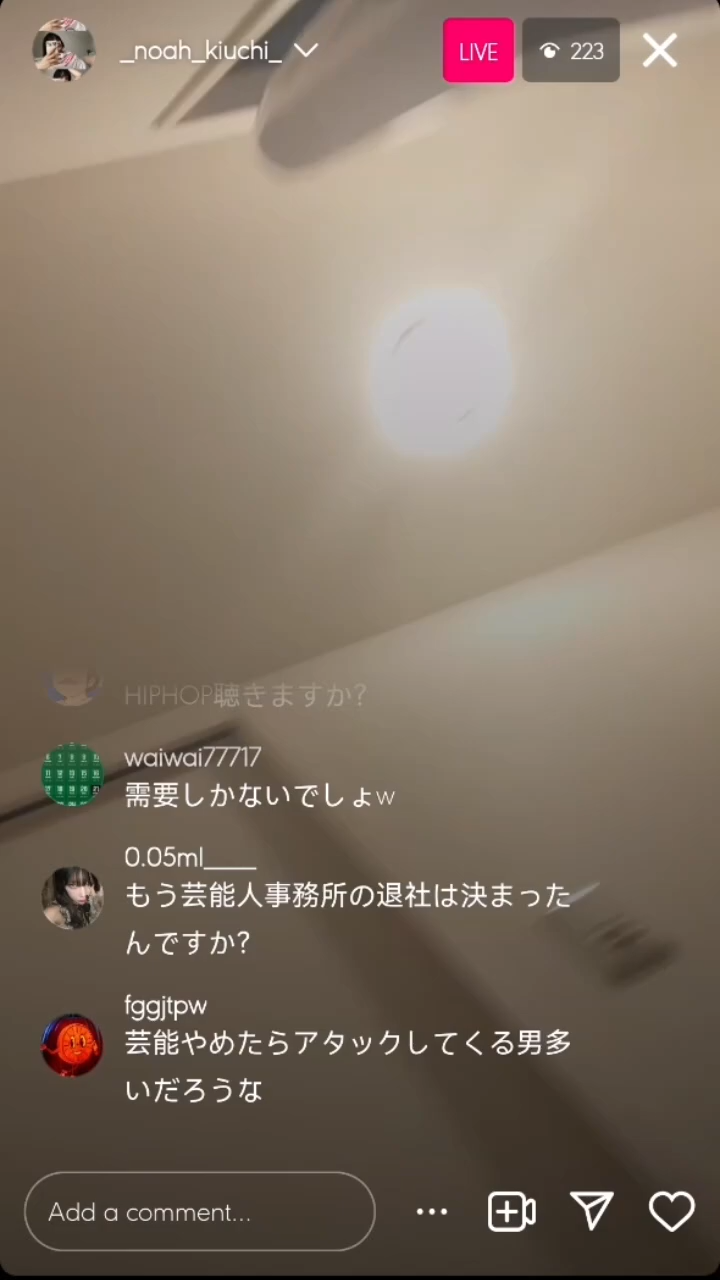 _noah_kiuchi_
LIVE
223
HIPHOP聴きますか?
waiwai77717
需要しかないでしょw
0.05ml____
もう芸能人事務所の退社は決まった
んですか?
fggjtpw
芸能やめたらアタックしてくる男多
いだろうな
Add a comment...